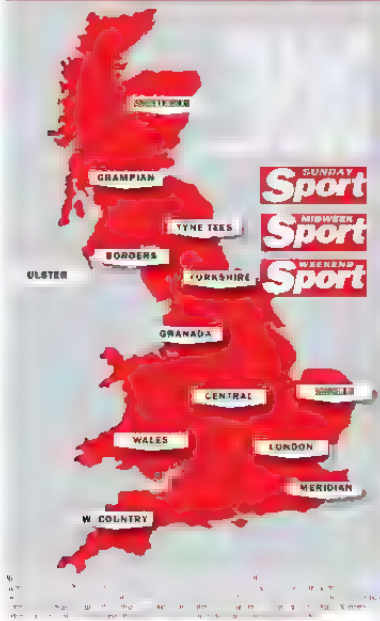 GRAMPIAN
SUNDAY
Sport
MIDWEEK
Sport
WEEKEND
Sport
TYNE TEES
BORDERS
ULSTER
YORKSHIRE
GRANADA
CENTRAL
WALES
LONDON
MERIDIAN
W. COUNTRY